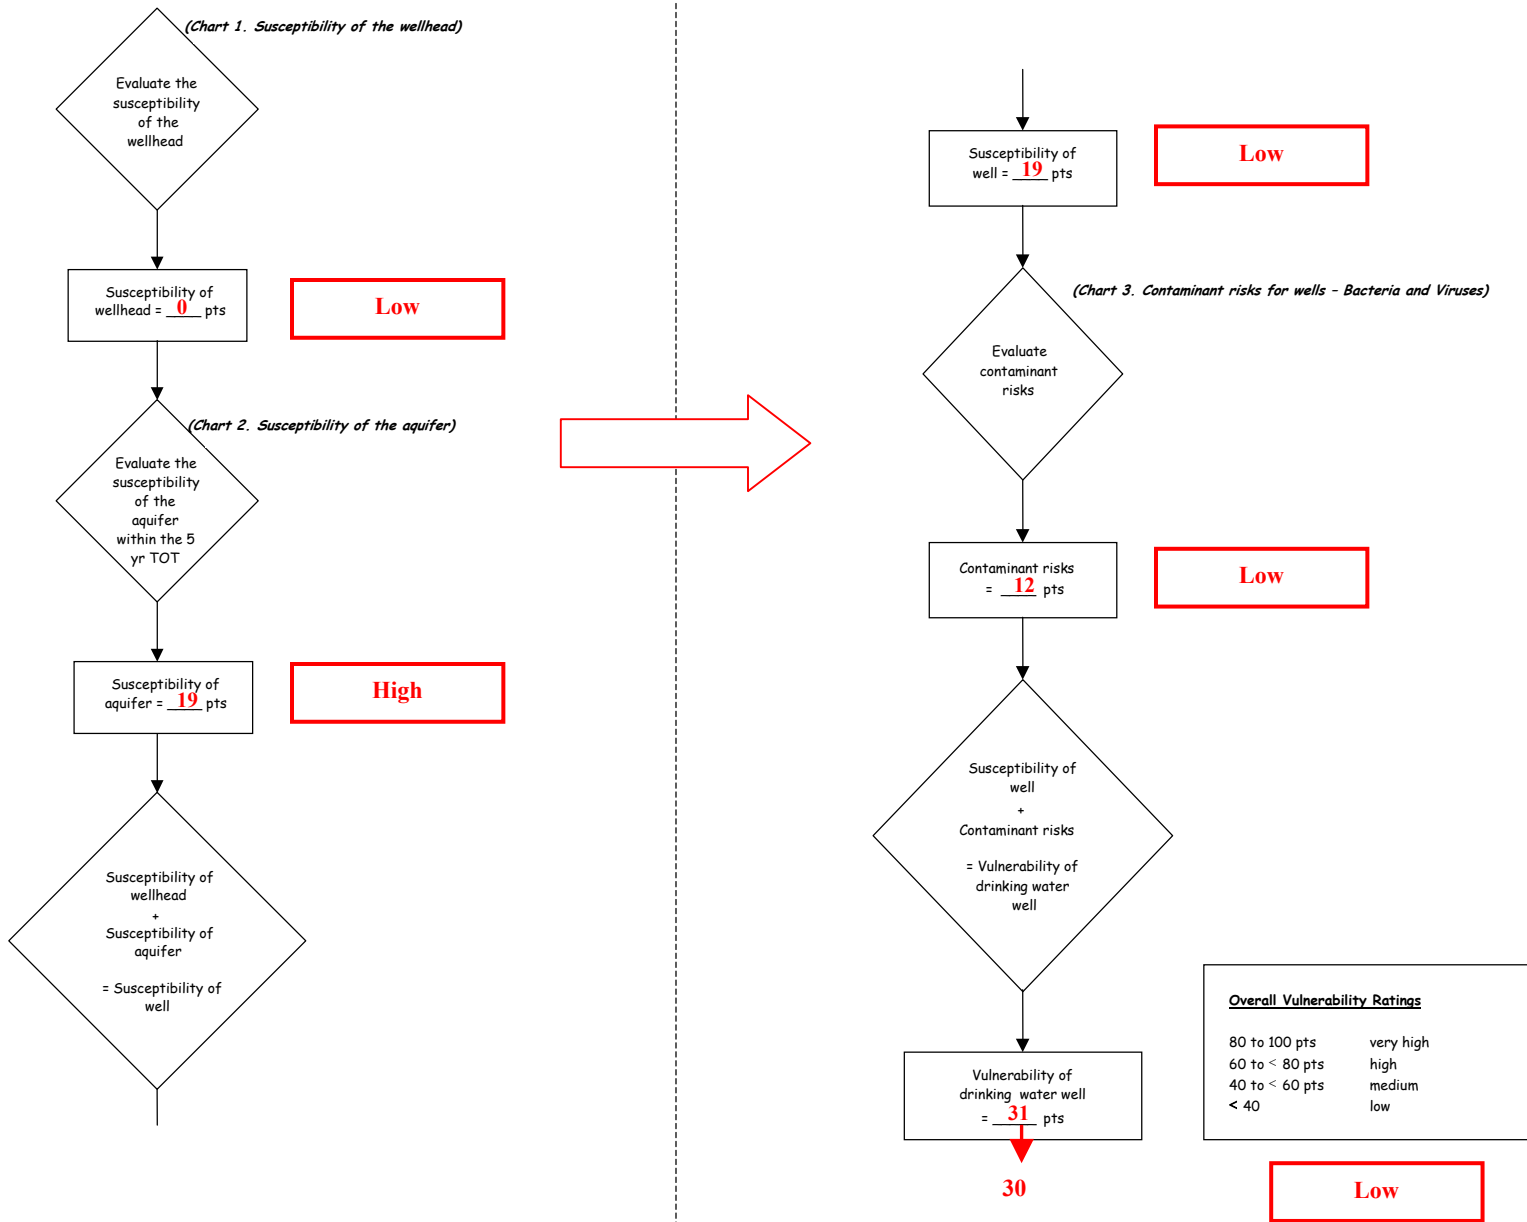 (Chart 1. Susceptibility of the wellhead)
Evaluate the
susceptibility
of the
wellhead
Susceptibility of
wellhead = 0 pts
Low
(Chart 2. Susceptibility of the aquifer)
Evaluate the
susceptibility
of the
aquifer
within the 5
yr TOT
Susceptibility of
aquifer = 19 pts
High
Susceptibility of
wellhead
+
Susceptibility of
aquifer
= Susceptibility of
well
Susceptibility of
well = 19 pts
Low
(Chart 3. Contaminant risks for wells – Bacteria and Viruses)
Evaluate
contaminant
risks
Contaminant risks
= 12 pts
Low
Susceptibility of
well
+
Contaminant risks
= Vulnerability of
drinking water
well
Vulnerability of
drinking water well
= 31 pts
30
Overall Vulnerability Ratings
80 to 100 pts very high
60 to < 80 pts high
40 to < 60 pts medium
< 40 low
Low